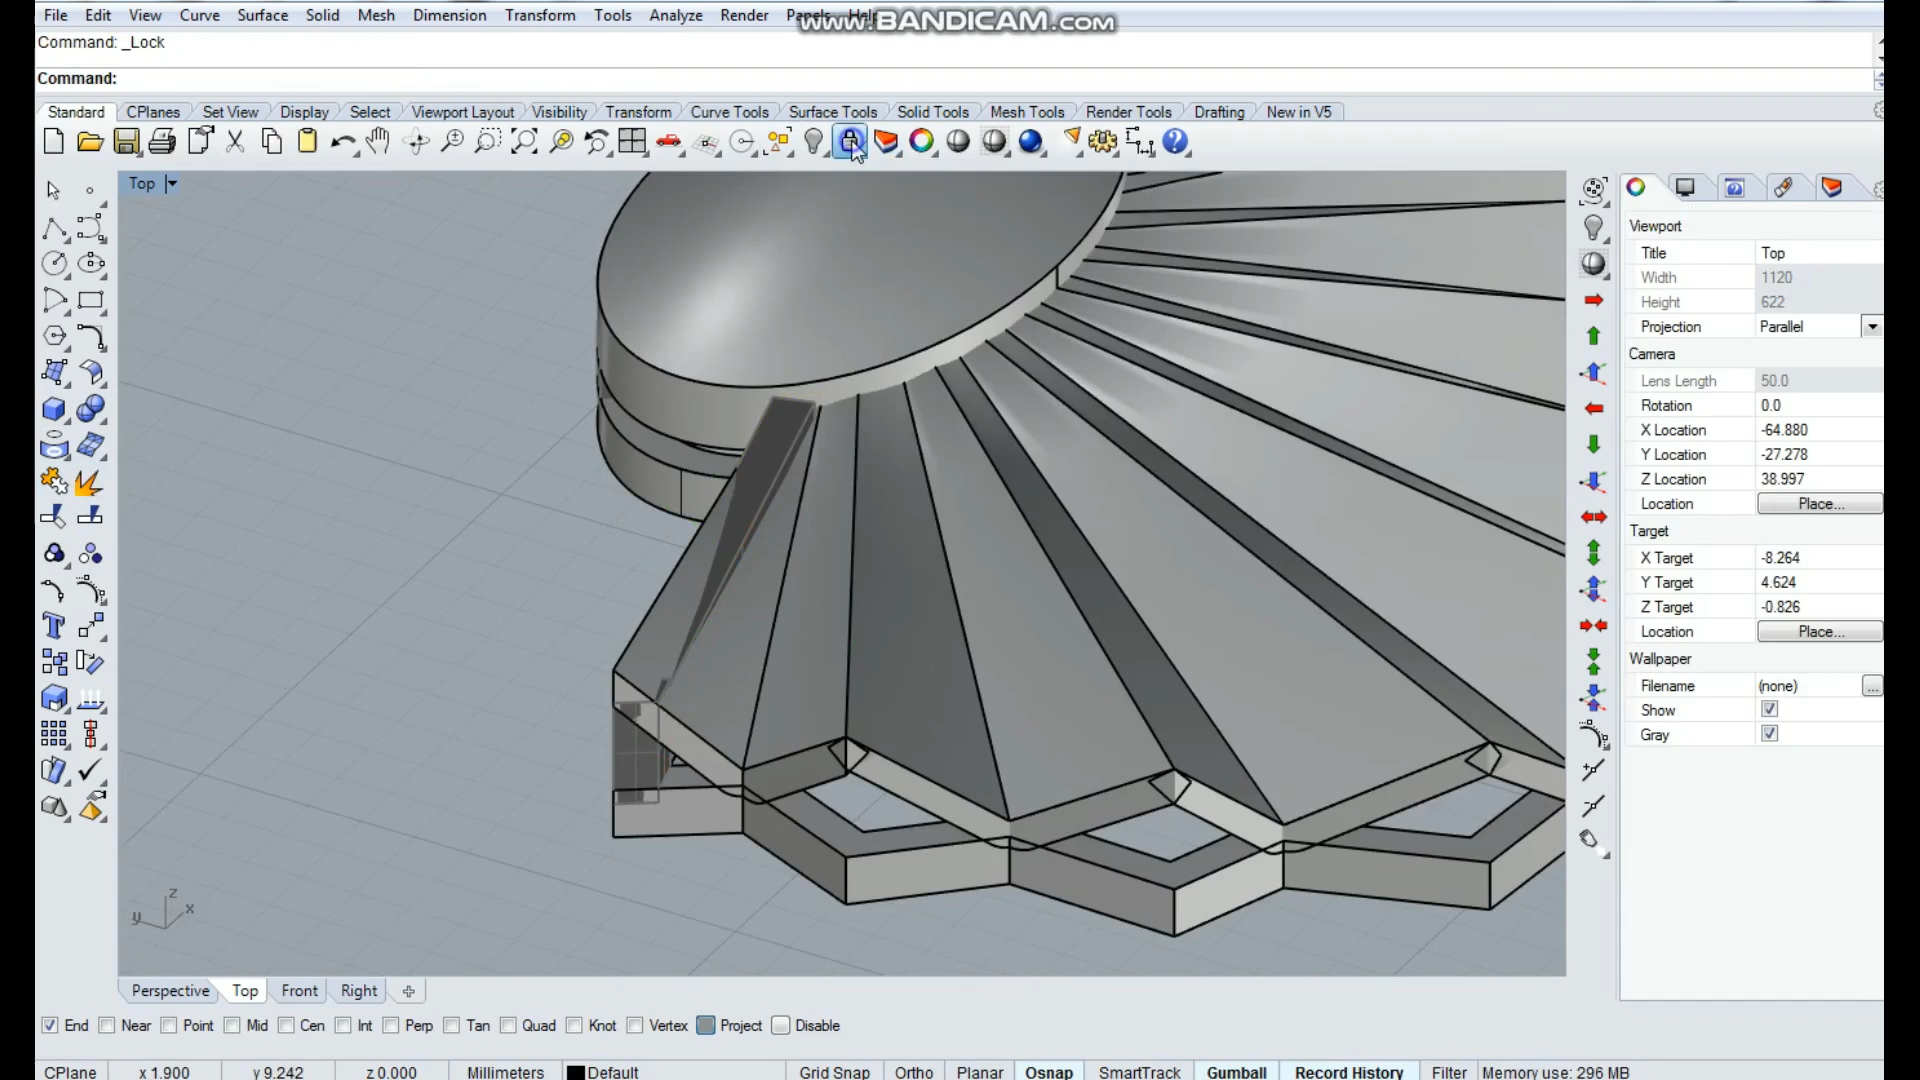 File Edit View Curve Surface Solid Mesh Dimension Transform Tools Analyze Render Panels Help
www.BANDICAM.com
Command: _Lock
Command:
Standard CPlanes Set View Display Select Viewport Layout Visibility Transform Curve Tools Surface Tools Solid Tools Mesh Tools Render Tools Drafting New in V5
Top
Viewport
Title Top
Width 1120
Height 622
Projection Parallel
Camera
Lens Length 50.0
Rotation 0.0
X Location -64.880
Y Location -27.278
Z Location 38.997
Location Place...
Target
X Target -8.264
Y Target 4.624
Z Target -0.826
Location Place...
Wallpaper
Filename (none) ...
Show
Gray
z
y x
Perspective Top Front Right
End Near Point Mid Cen Int Perp Tan Quad Knot Vertex Project Disable
CPlane x 1.900 y 9.242 z 0.000 Millimeters Default Grid Snap Ortho Planar Osnap SmartTrack Gumball Record History Filter Memory use: 296 MB